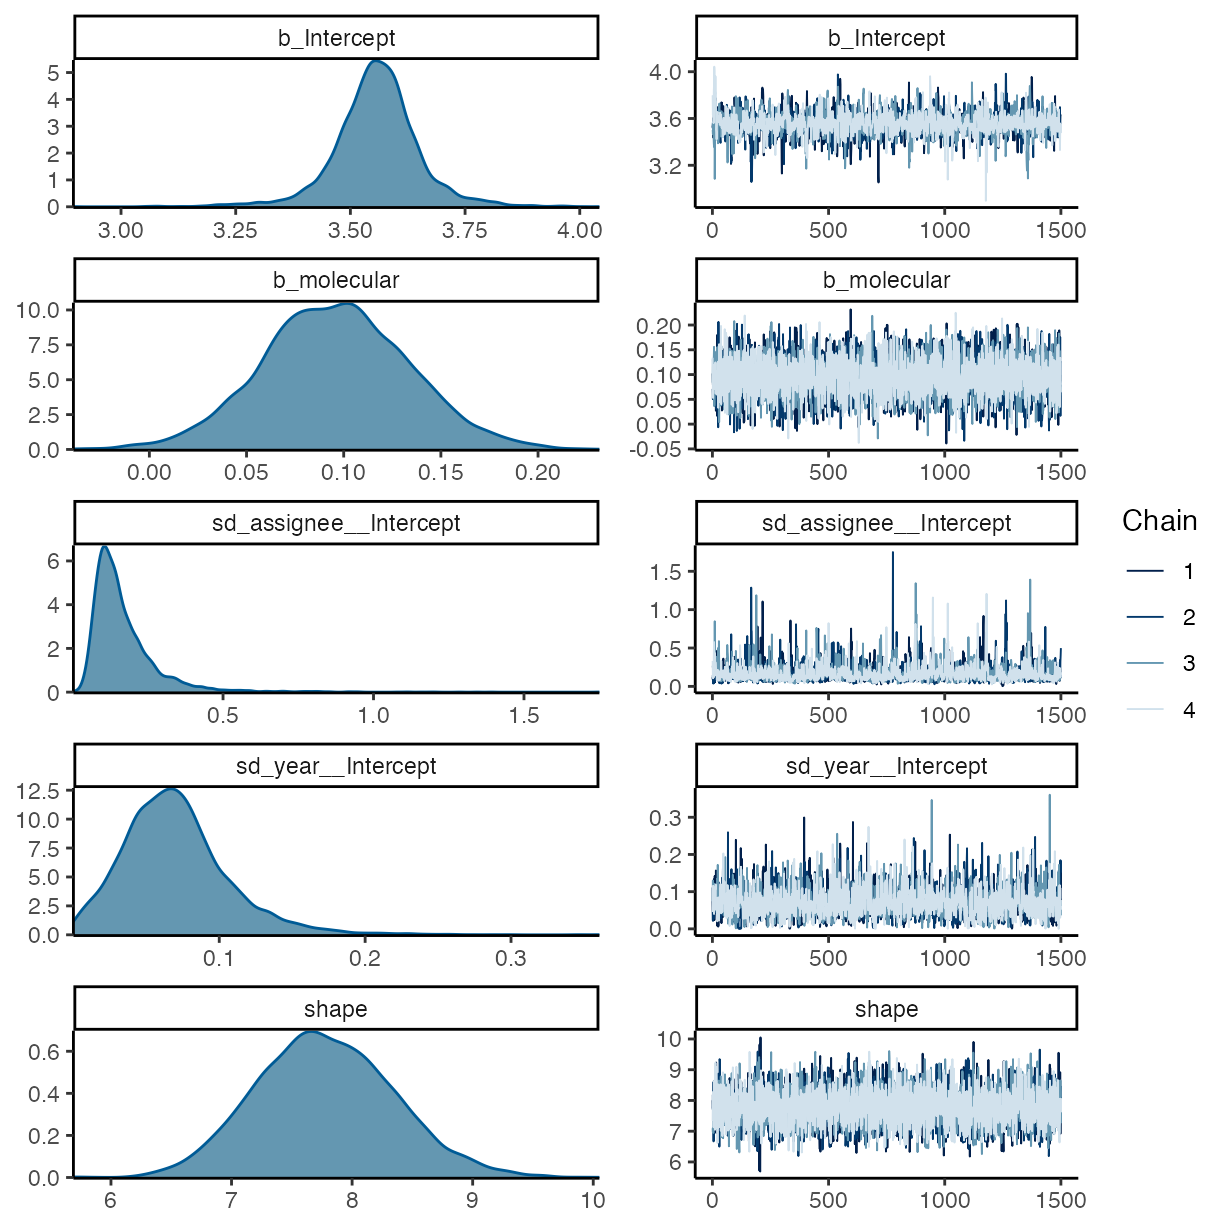 b_Intercept
5
4
3
2
1
0
3.00 3.25 3.50 3.75 4.00
b_Intercept
4.0
3.6
3.2
0 500 1000 1500
b_molecular
10.0
7.5
5.0
2.5
0.0
0.00 0.05 0.10 0.15 0.20
b_molecular
0.20
0.15
0.10
0.05
0.00
-0.05
0 500 1000 1500
sd_assignee__Intercept
6
4
2
0
0.5 1.0 1.5
sd_assignee__Intercept
1.5
1.0
0.5
0.0
0 500 1000 1500
sd_year__Intercept
12.5
10.0
7.5
5.0
2.5
0.0
0.1 0.2 0.3
sd_year__Intercept
0.3
0.2
0.1
0.0
0 500 1000 1500
shape
0.6
0.4
0.2
0.0
6 7 8 9 10
shape
10
9
8
7
6
0 500 1000 1500
Chain
1
2
3
4